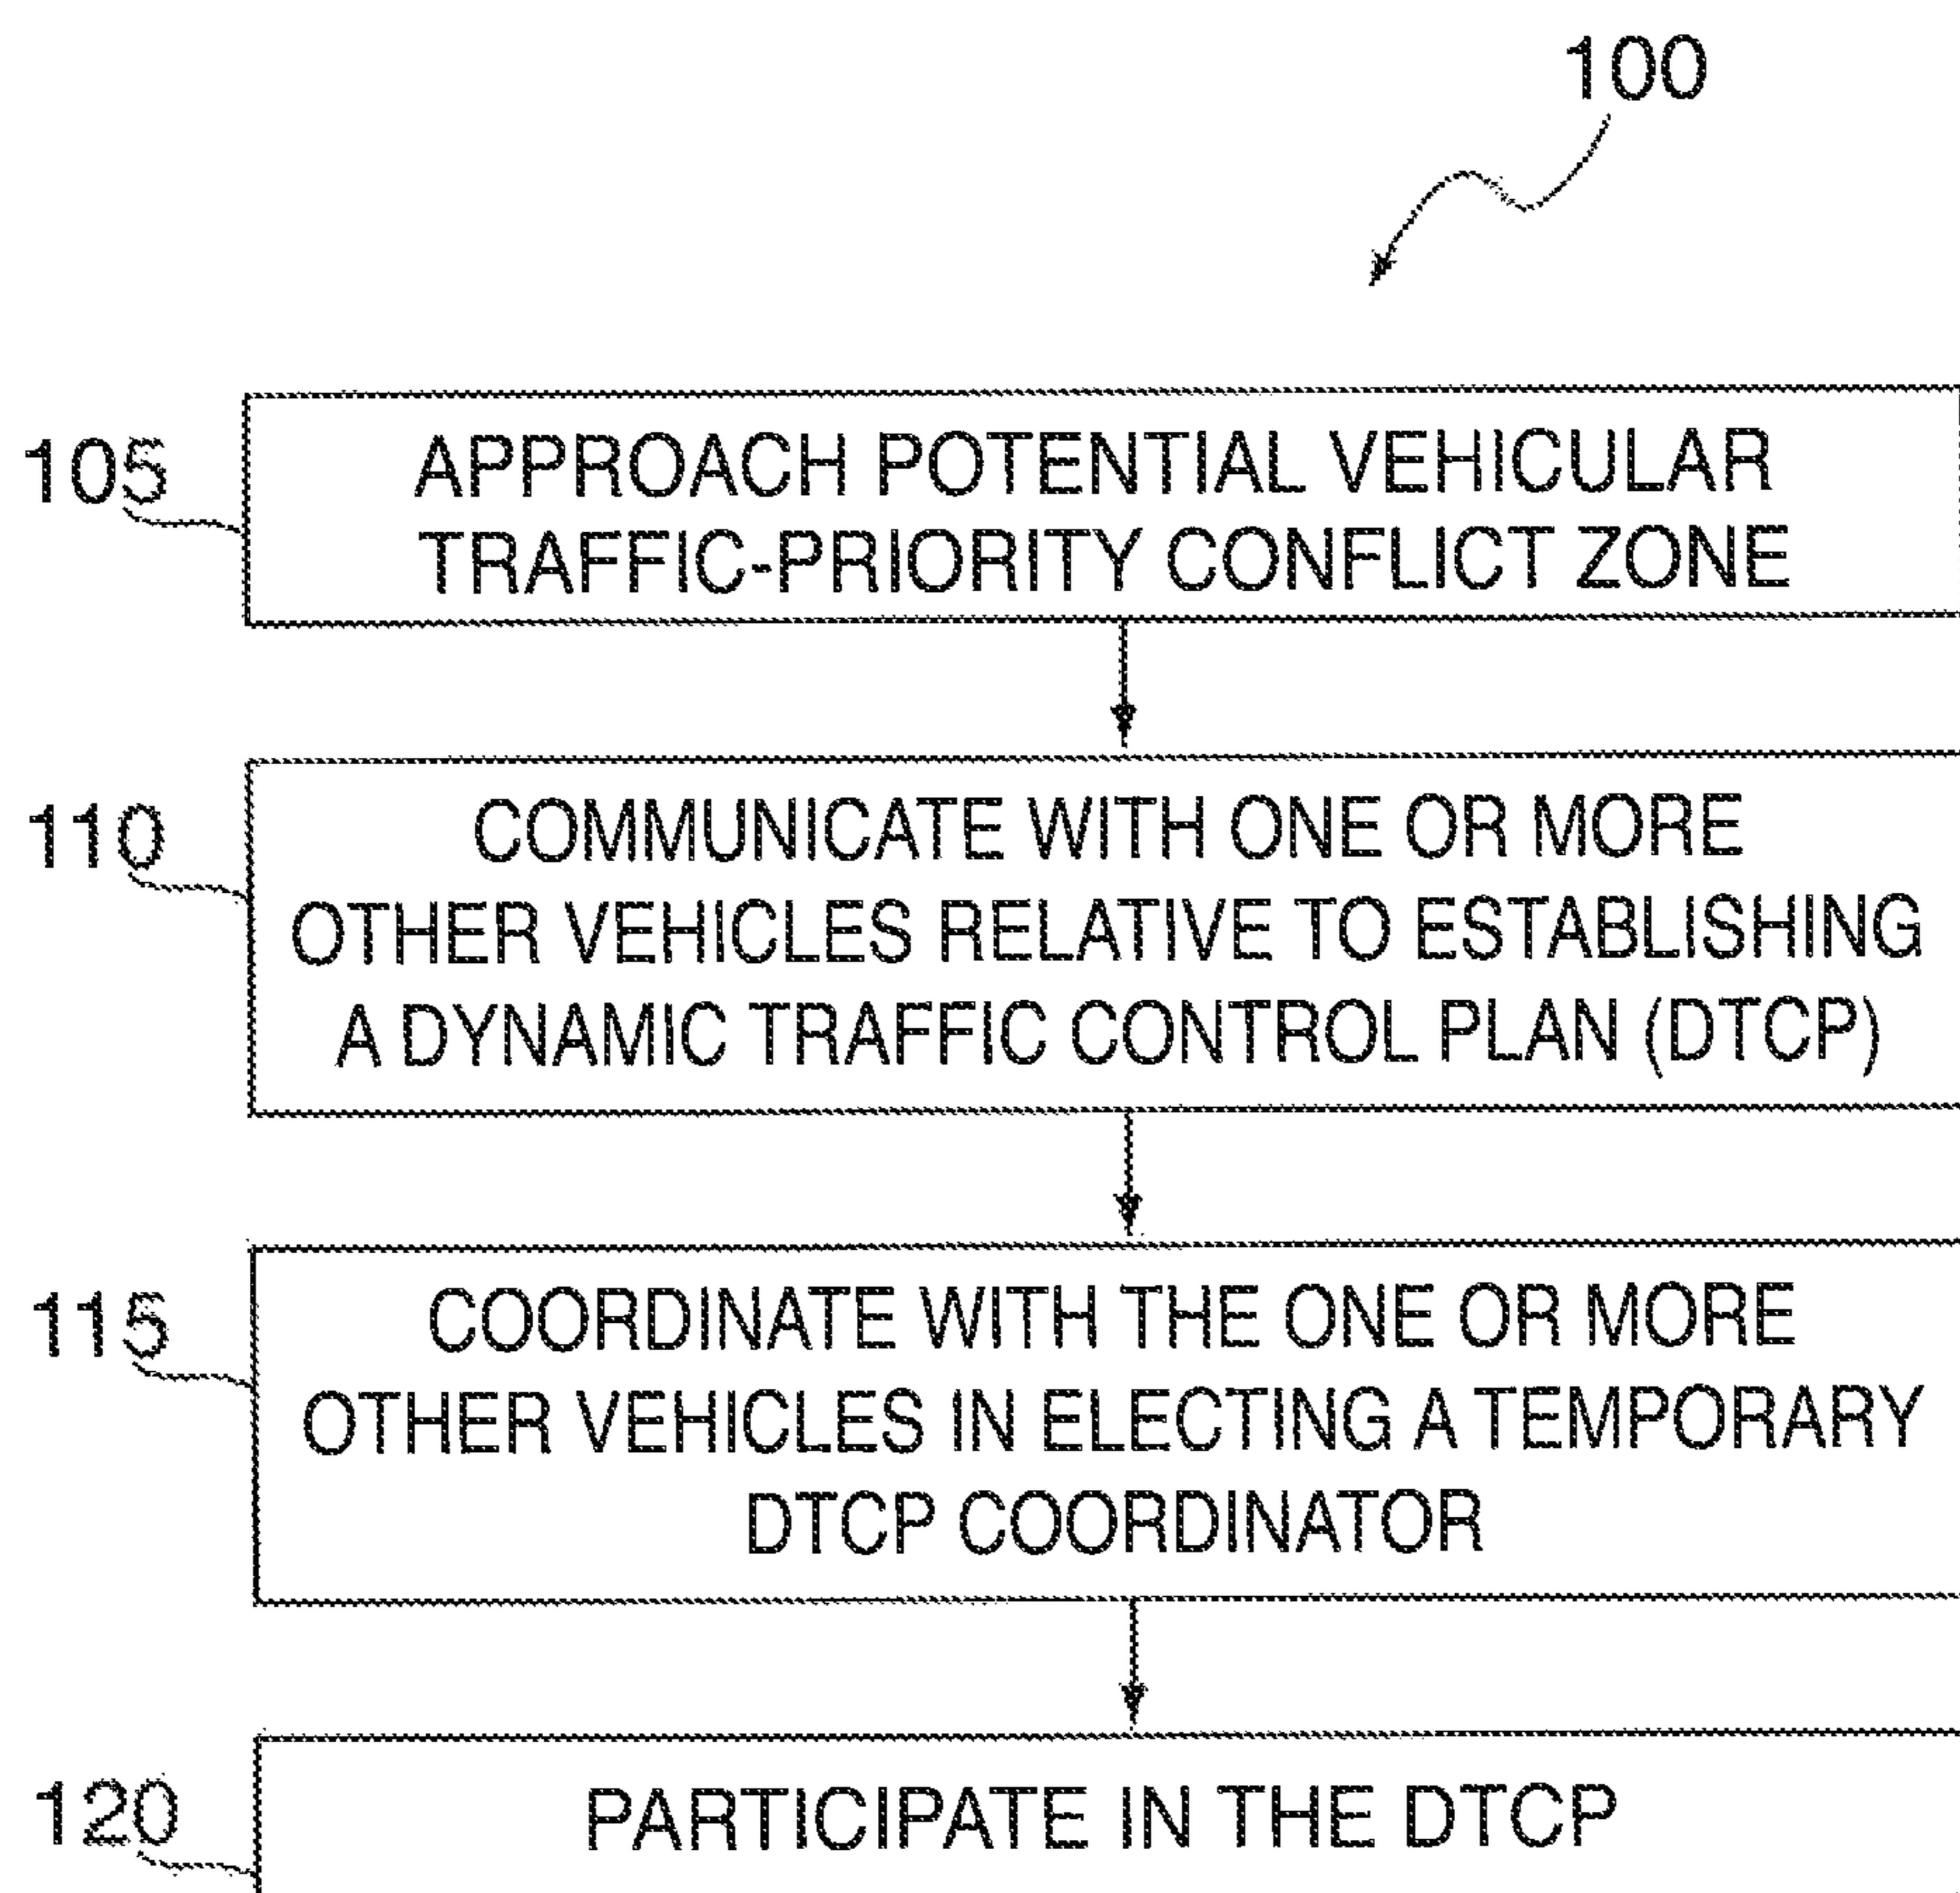 100
105
APPROACH POTENTIAL VEHICULAR
TRAFFIC-PRIORITY CONFLICT ZONE
110
COMMUNICATE WITH ONE OR MORE
OTHER VEHICLES RELATIVE TO ESTABLISHING
A DYNAMIC TRAFFIC CONTROL PLAN (DTCP)
115
COORDINATE WITH THE ONE OR MORE
OTHER VEHICLES IN ELECTING A TEMPORARY
DTCP COORDINATOR
120
PARTICIPATE IN THE DTCP